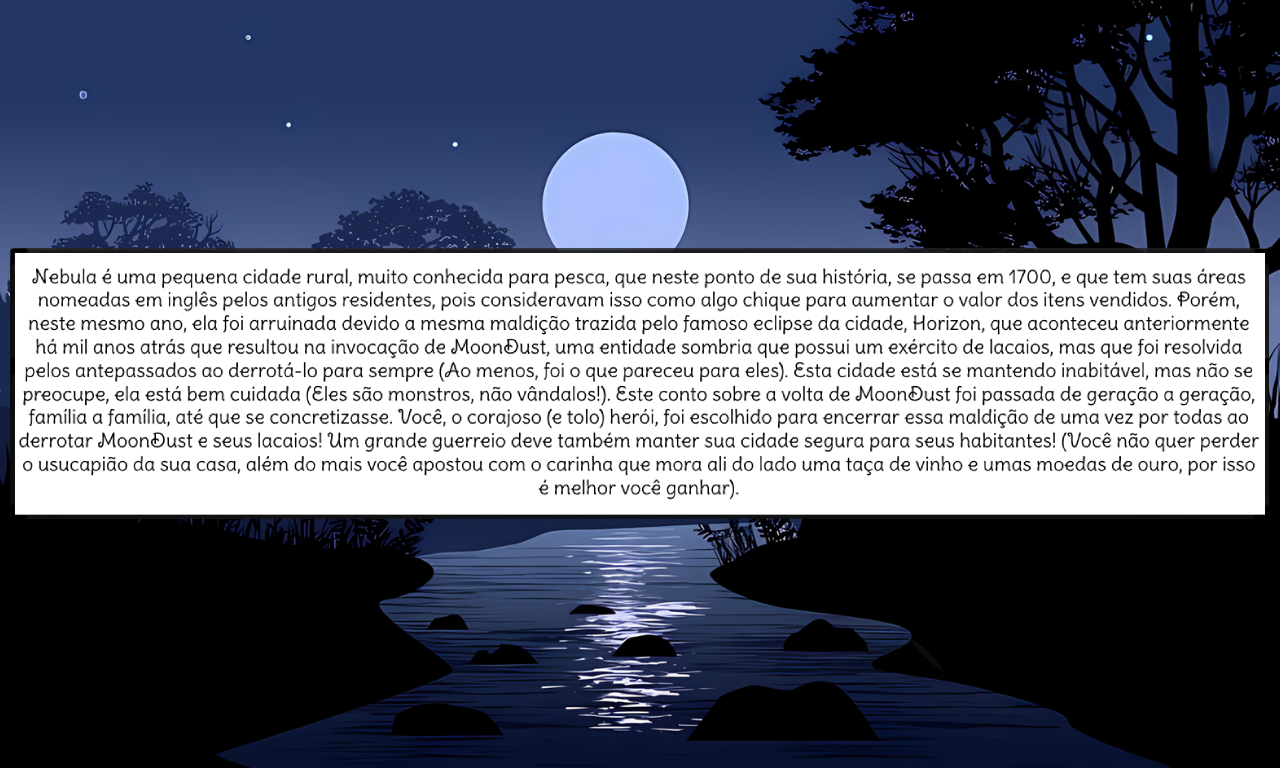 Nebula é uma pequena cidade rural, muito conhecida para pesca, que neste ponto de sua história, se passa em 1700, e que tem suas áreas
nomeadas em inglês pelos antigos residentes, pois consideravam isso como algo chique para aumentar o valor dos itens vendidos. Porém,
neste mesmo ano, ela foi arruinada devido a mesma maldição trazida pelo famoso eclipse da cidade, Horizon, que aconteceu anteriormente
há mil anos atrás que resultou na invocação de MoonDust, uma entidade sombria que possui um exército de lacaios, mas que foi resolvida
pelos antepassados ao derrotá-lo para sempre (Ao menos, foi o que pareceu para eles). Esta cidade está se mantendo inabitável, mas não se
preocupe, ela está bem cuidada (Eles são monstros, não vândalos!). Este conto sobre a volta de MoonDust foi passada de geração a geração,
família a família, até que se concretizasse. Você, o corajoso (e tolo) herói, foi escolhido para encerrar essa maldição de uma vez por todas ao
derrotar MoonDust e seus lacaios! Um grande guerreio deve também manter sua cidade segura para seus habitantes! (Você não quer perder
o usucapião da sua casa, além do mais você apostou com o carinha que mora ali do lado uma taça de vinho e umas moedas de ouro, por isso
é melhor você ganhar).